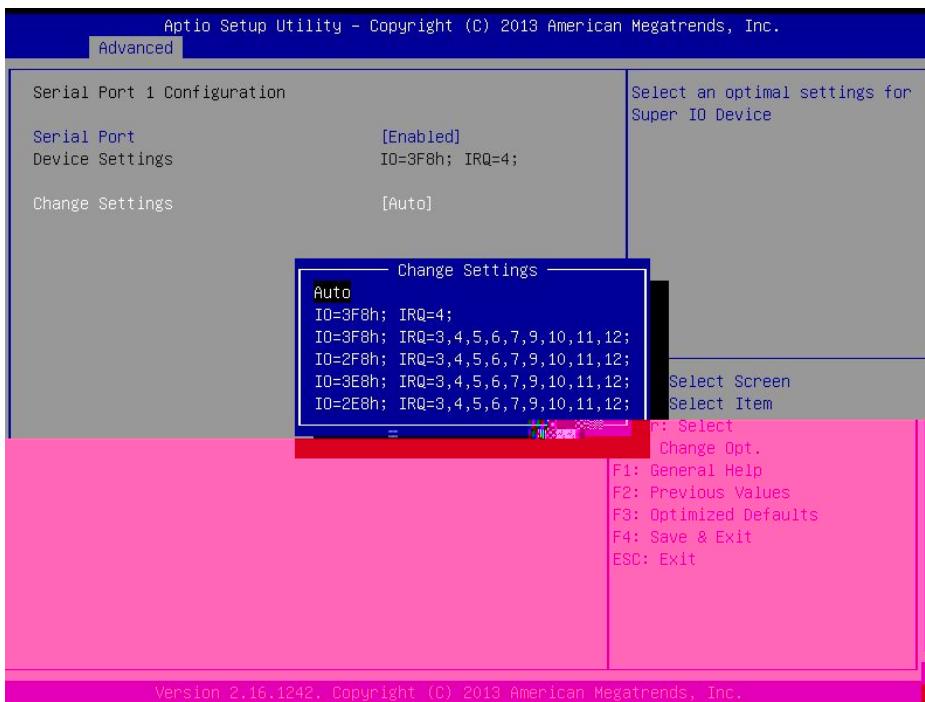 Aptio Setup Utility – Copyright (C) 2013 American Megatrends, Inc.
Advanced
Serial Port 1 Configuration
Serial Port [Enabled]
Device Settings IO=3F8h; IRQ=4;
Change Settings [Auto]
Select an optimal settings for
Super IO Device
Change Settings
Auto
IO=3F8h; IRQ=4;
IO=3F8h; IRQ=3,4,5,6,7,9,10,11,12;
IO=2F8h; IRQ=3,4,5,6,7,9,10,11,12;
IO=3E8h; IRQ=3,4,5,6,7,9,10,11,12;
IO=2E8h; IRQ=3,4,5,6,7,9,10,11,12;
Select Screen
Select Item
r: Select
Change Opt.
F1: General Help
F2: Previous Values
F3: Optimized Defaults
F4: Save & Exit
ESC: Exit
Version 2.16.1242. Copyright (C) 2013 American Megatrends, Inc.